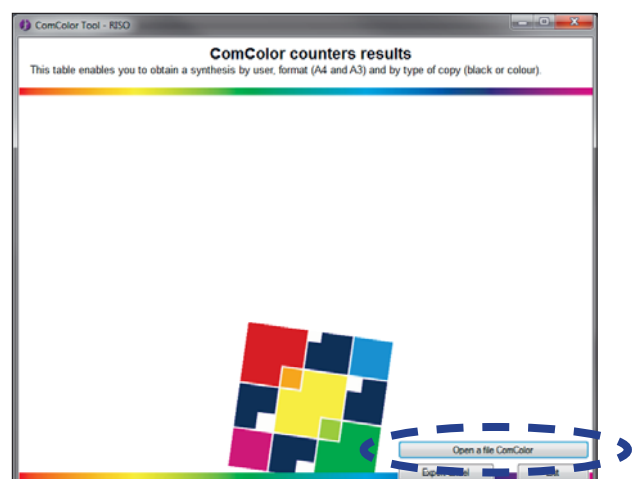 ComColor Tool - RISO
ComColor counters results
This table enables you to obtain a synthesis by user, format (A4 and A3) and by type of copy (black or colour).
Open a file ComColor